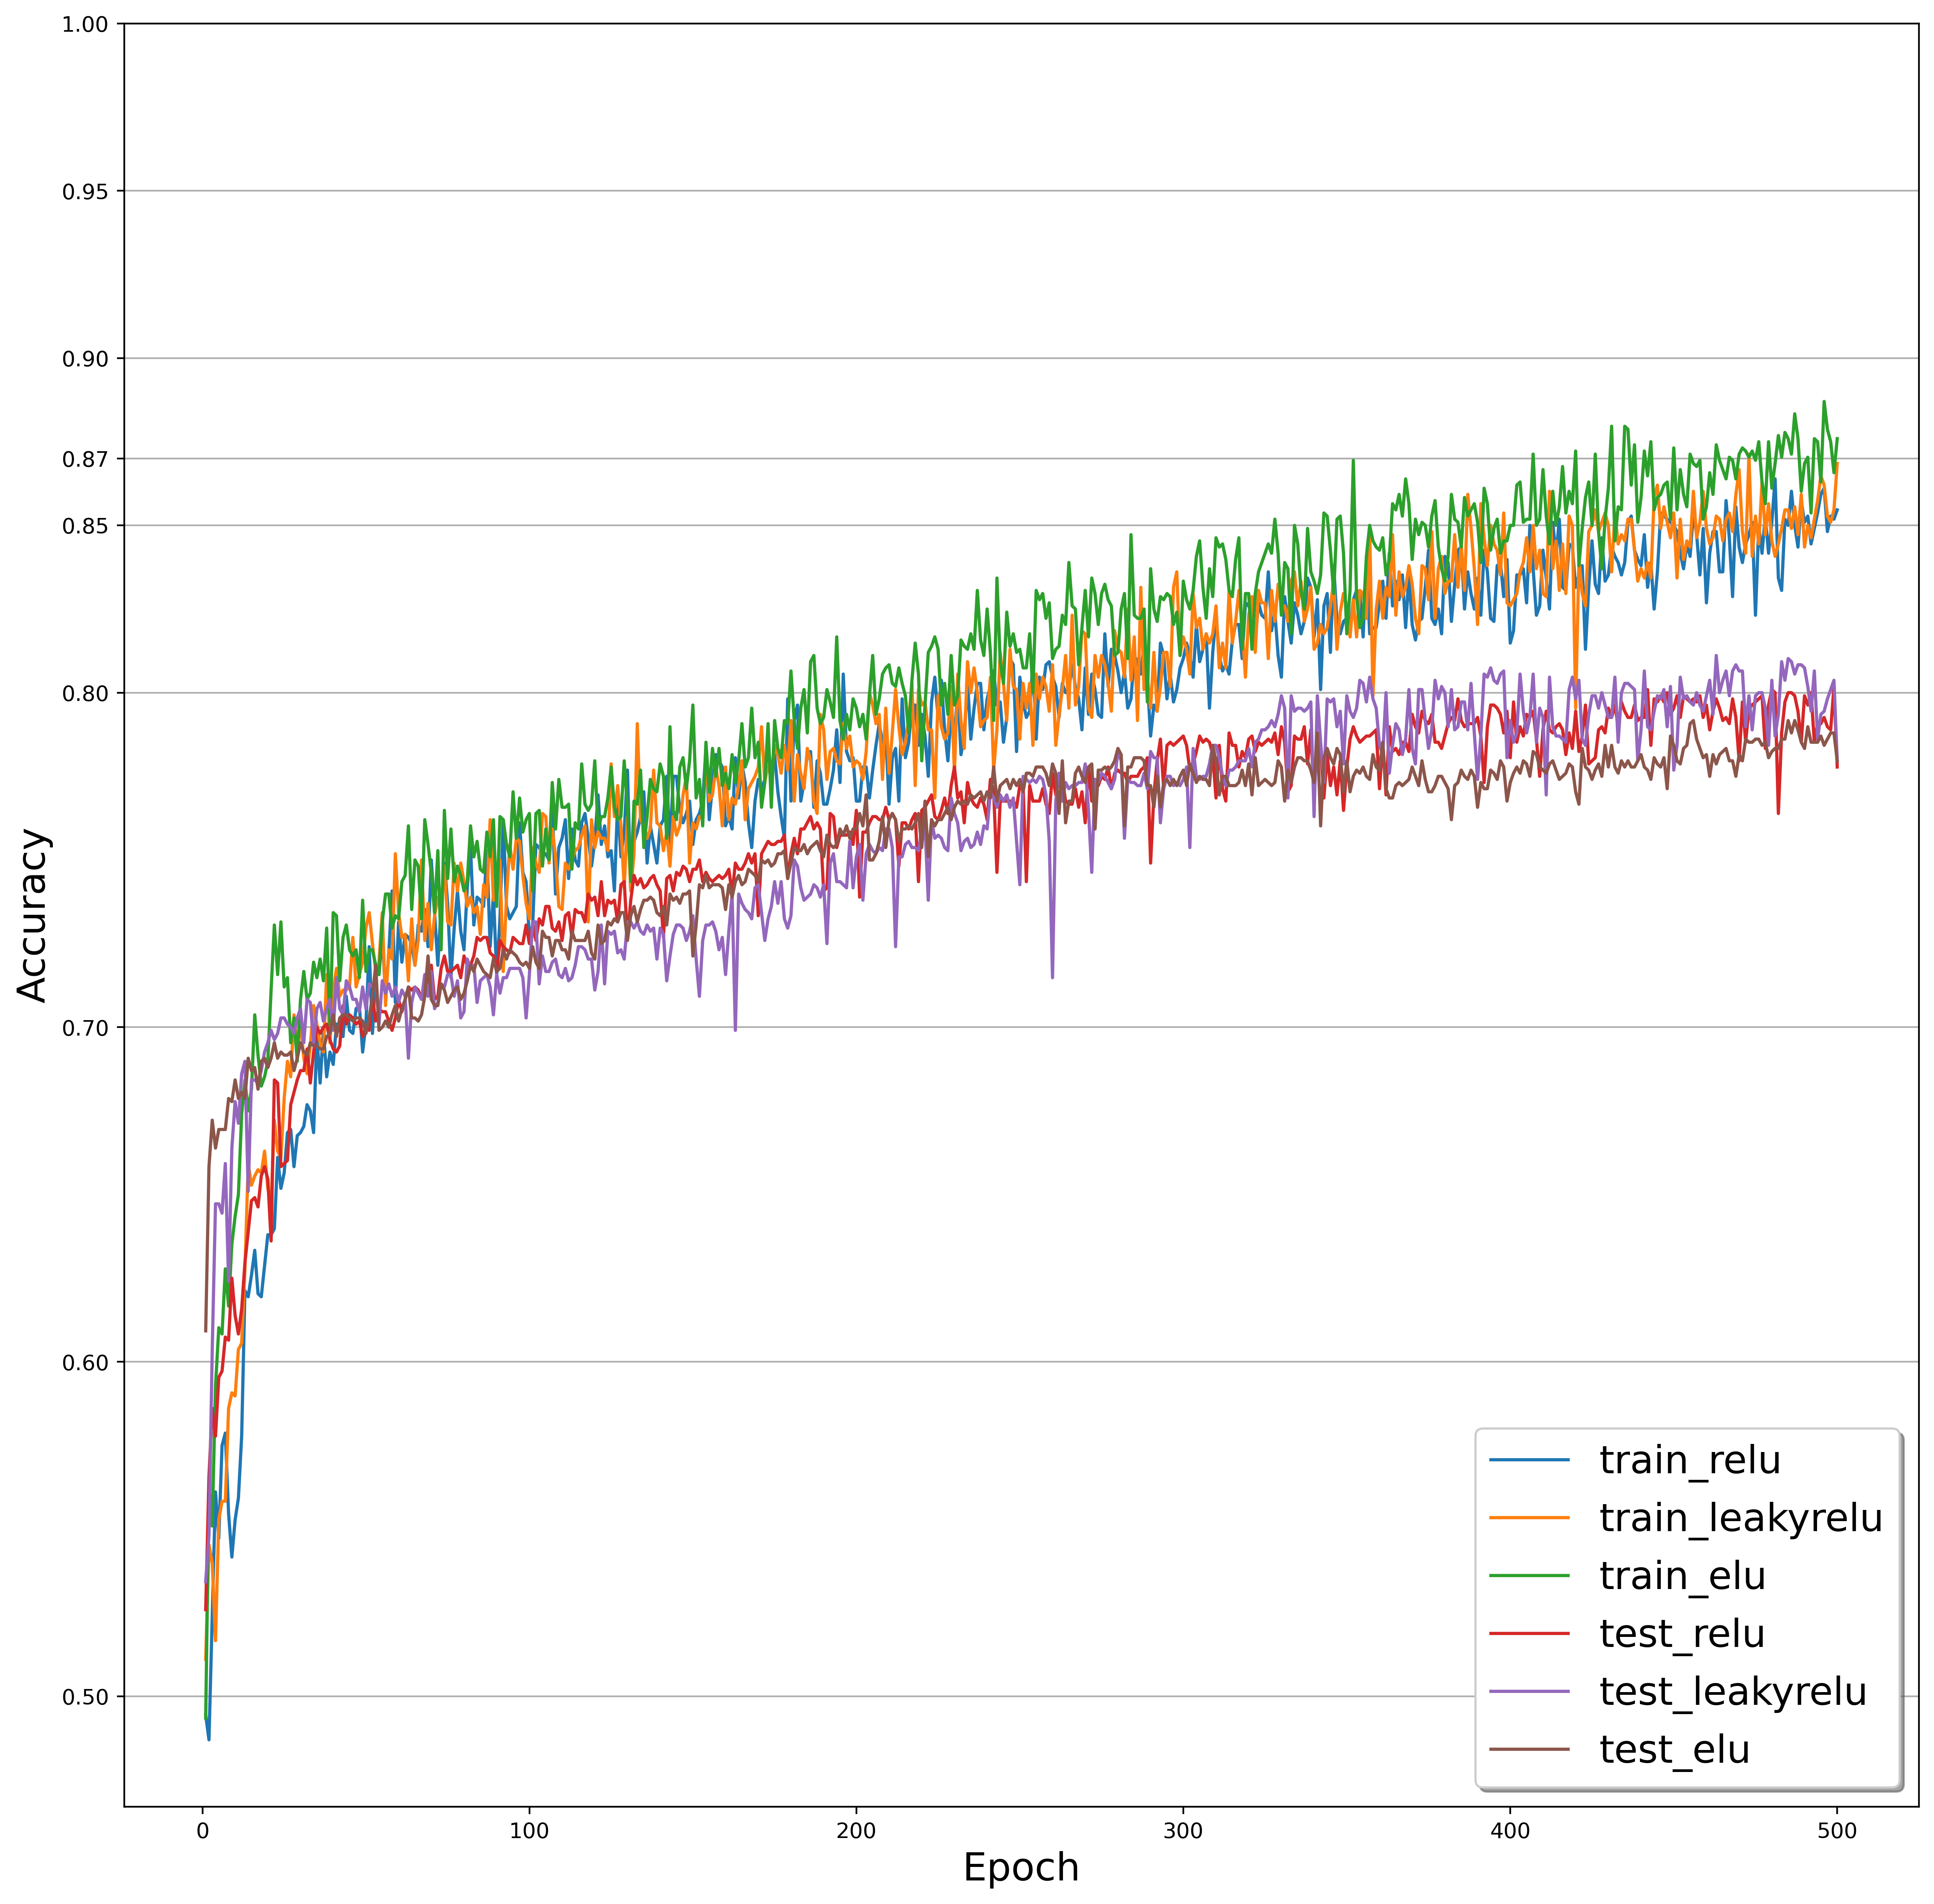 1.00
0.95
0.90
0.87
0.85
0.80
0.70
0.60
0.50
Accuracy
0 100 200 300 400 500
Epoch
train_relu
train_leakyrelu
train_elu
test_relu
test_leakyrelu
test_elu